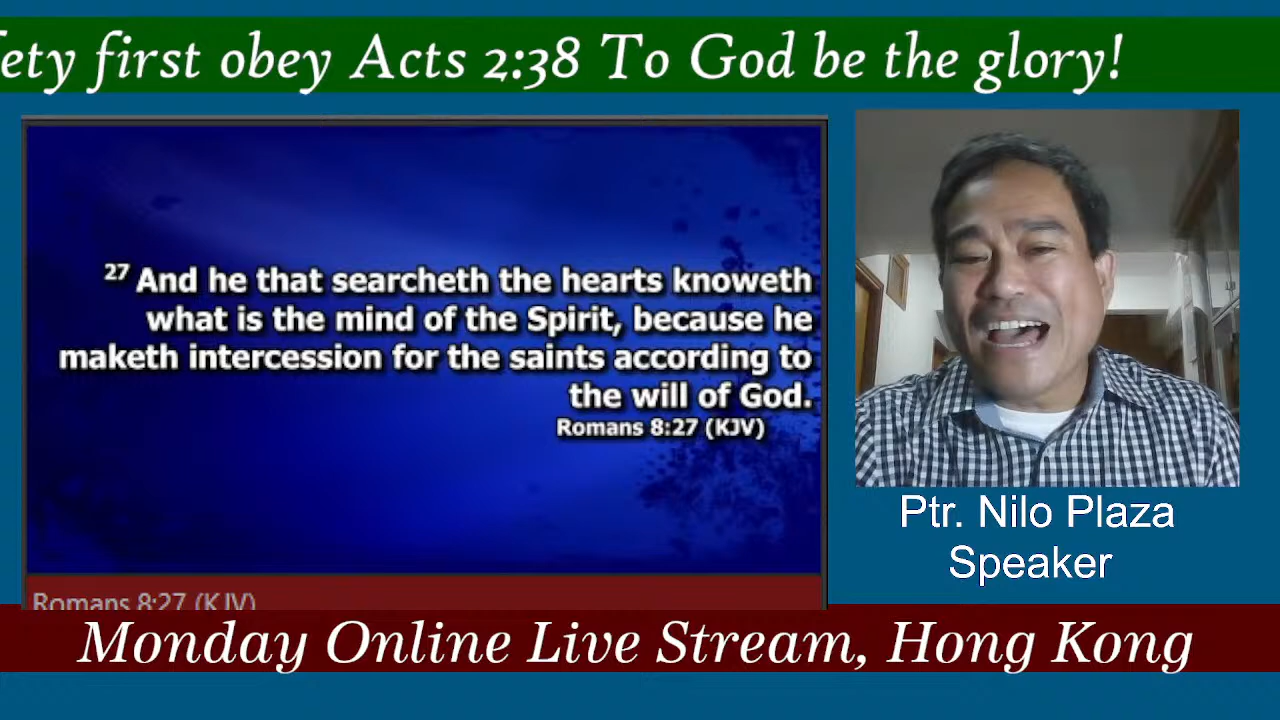 first obey Acts 2:38 To God be the glory!
27 And he that searcheth the hearts knoweth
what is the mind of the Spirit, because he
maketh intercession for the saints according to
the will of God.
Romans 8:27 (KJV)
Romans 8:27 (KJV)
Ptr. Nilo Plaza
Speaker
Monday Online Live Stream, Hong Kong